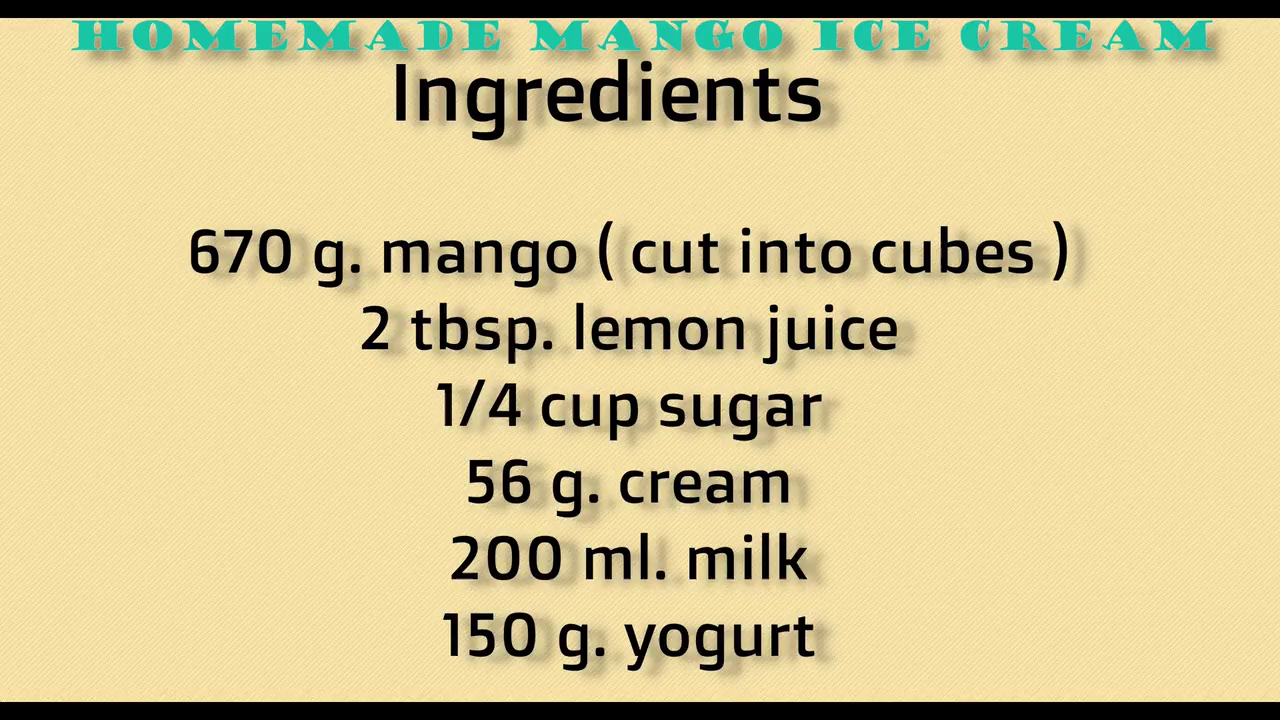 HOMEMADE MANGO ICE CREAM
Ingredients
670 g. mango ( cut into cubes )
2 tbsp. lemon juice
1/4 cup sugar
56 g. cream
200 ml. milk
150 g. yogurt